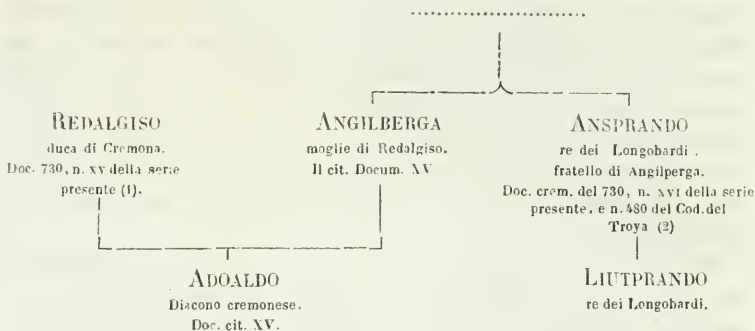 REDALGISO
duca di Cremona.
Doc. 730, n. XV della serie
presente (1).
ANGILBERGA
moglie di Redalgiso.
Il cit. Docum. XV
ANSPRANDO
re dei Longobardi.
fratello di Angilperga.
Doc. crem. del 730, n. XVI della serie
presente, e n. 480 del Cod. del
Troya (2)
ADOALDO
Diacono cremonese.
Doc. cit. XV.
LIUTPRANDO
re dei Longobardi.